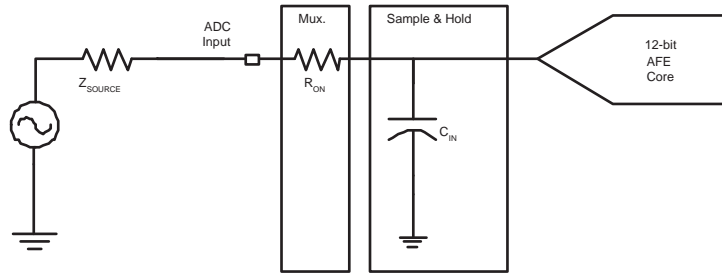 ADC
Input
Mux.
Sample & Hold
Z_SOURCE
R_ON
C_IN
12-bit
AFE
Core